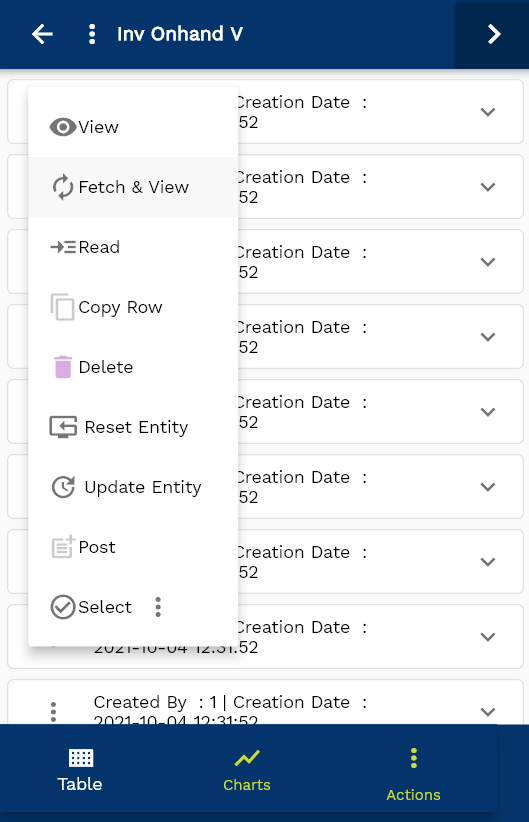 Inv Onhand V
Creation Date :
52
View
Creation Date :
52
Fetch & View
Creation Date :
52
Read
Creation Date :
52
Copy Row
Creation Date :
52
Delete
Creation Date :
52
Reset Entity
Creation Date :
52
Update Entity
Creation Date :
52
Post
Select
Creation Date :
2021-10-04 12:31:52
Created By : 1 | Creation Date :
2021-10-04 12:31:52
Table
Charts
Actions